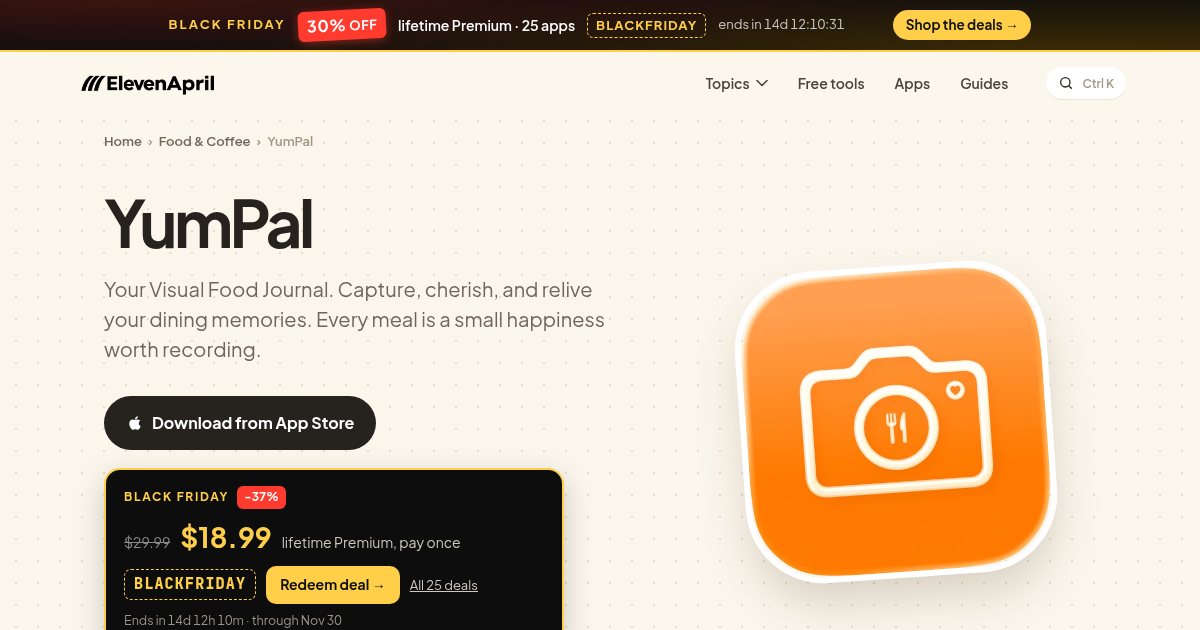 BLACK FRIDAY 30% OFF lifetime Premium · 25 apps BLACKFRIDAY ends in 14d 12:10:31 Shop the deals →
ElevenApril Topics Free tools Apps Guides Ctrl K
Home › Food & Coffee › YumPal
YumPal
Your Visual Food Journal. Capture, cherish, and relive
your dining memories. Every meal is a small happiness
worth recording.
Download from App Store
BLACK FRIDAY -37%
$29.99 $18.99 lifetime Premium, pay once
BLACKFRIDAY Redeem deal → All 25 deals
Ends in 14d 12h 10m · through Nov 30